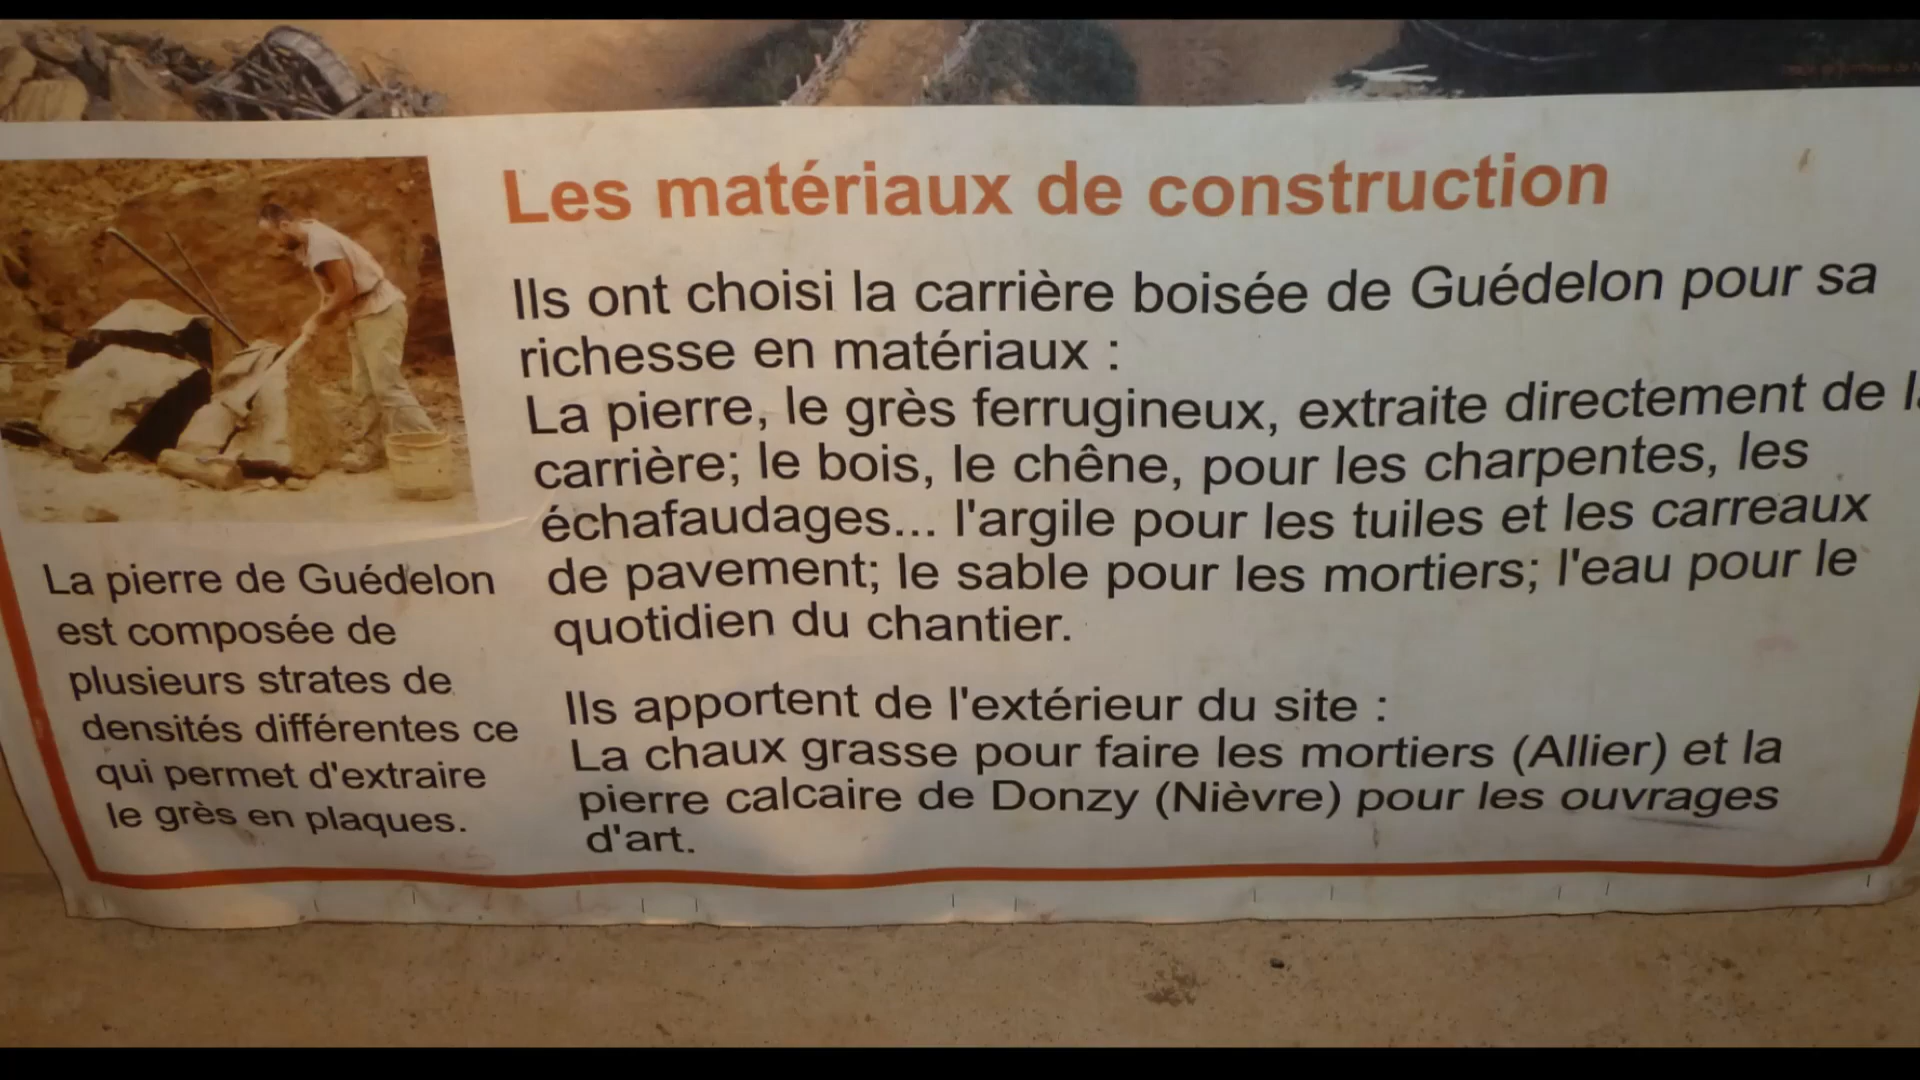 Les matériaux de construction
Ils ont choisi la carrière boisée de Guédelon pour sa
richesse en matériaux :
La pierre, le grès ferrugineux, extraite directement de
carrière; le bois, le chêne, pour les charpentes, les
échafaudages... l'argile pour les tuiles et les carreaux
de pavement; le sable pour les mortiers; l'eau pour le
quotidien du chantier.
Ils apportent de l'extérieur du site :
La chaux grasse pour faire les mortiers (Allier) et la
pierre calcaire de Donzy (Nièvre) pour les ouvrages
d'art.
La pierre de Guédelon
est composée de
plusieurs strates de
densités différentes ce
qui permet d'extraire
le grès en plaques.